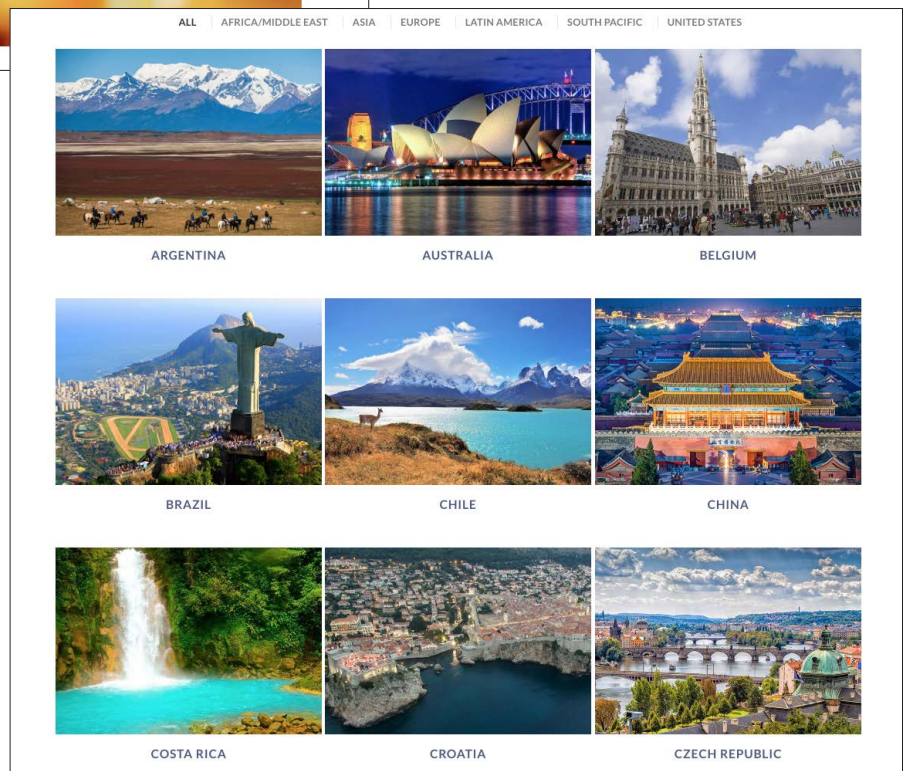 ALL AFRICA/MIDDLE EAST ASIA EUROPE LATIN AMERICA SOUTH PACIFIC UNITED STATES
ARGENTINA AUSTRALIA BELGIUM
BRAZIL CHILE CHINA
COSTA RICA CROATIA CZECH REPUBLIC